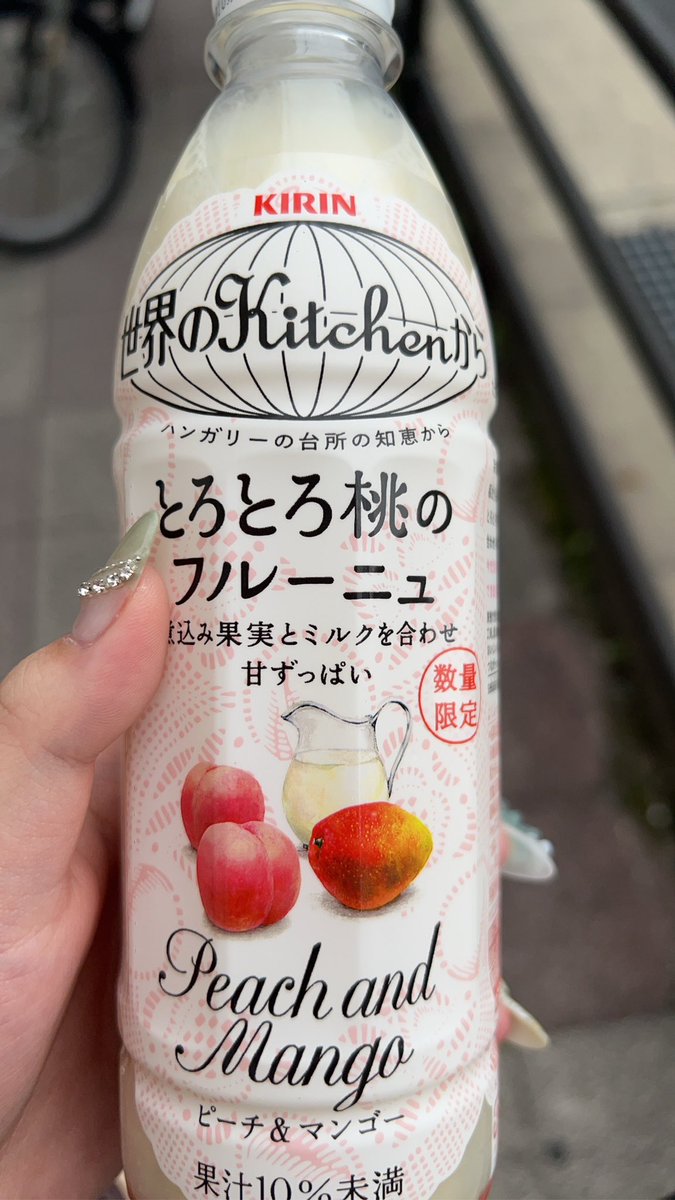 KIRIN
世界のKitchenから
ハンガリーの台所の知恵から
とろとろ桃の
フルーニュ
煮込み果実とミルクを合わせ
甘ずっぱい
数量
限定
Peach and
Mango
ピーチ&マンゴー
果汁10%未満